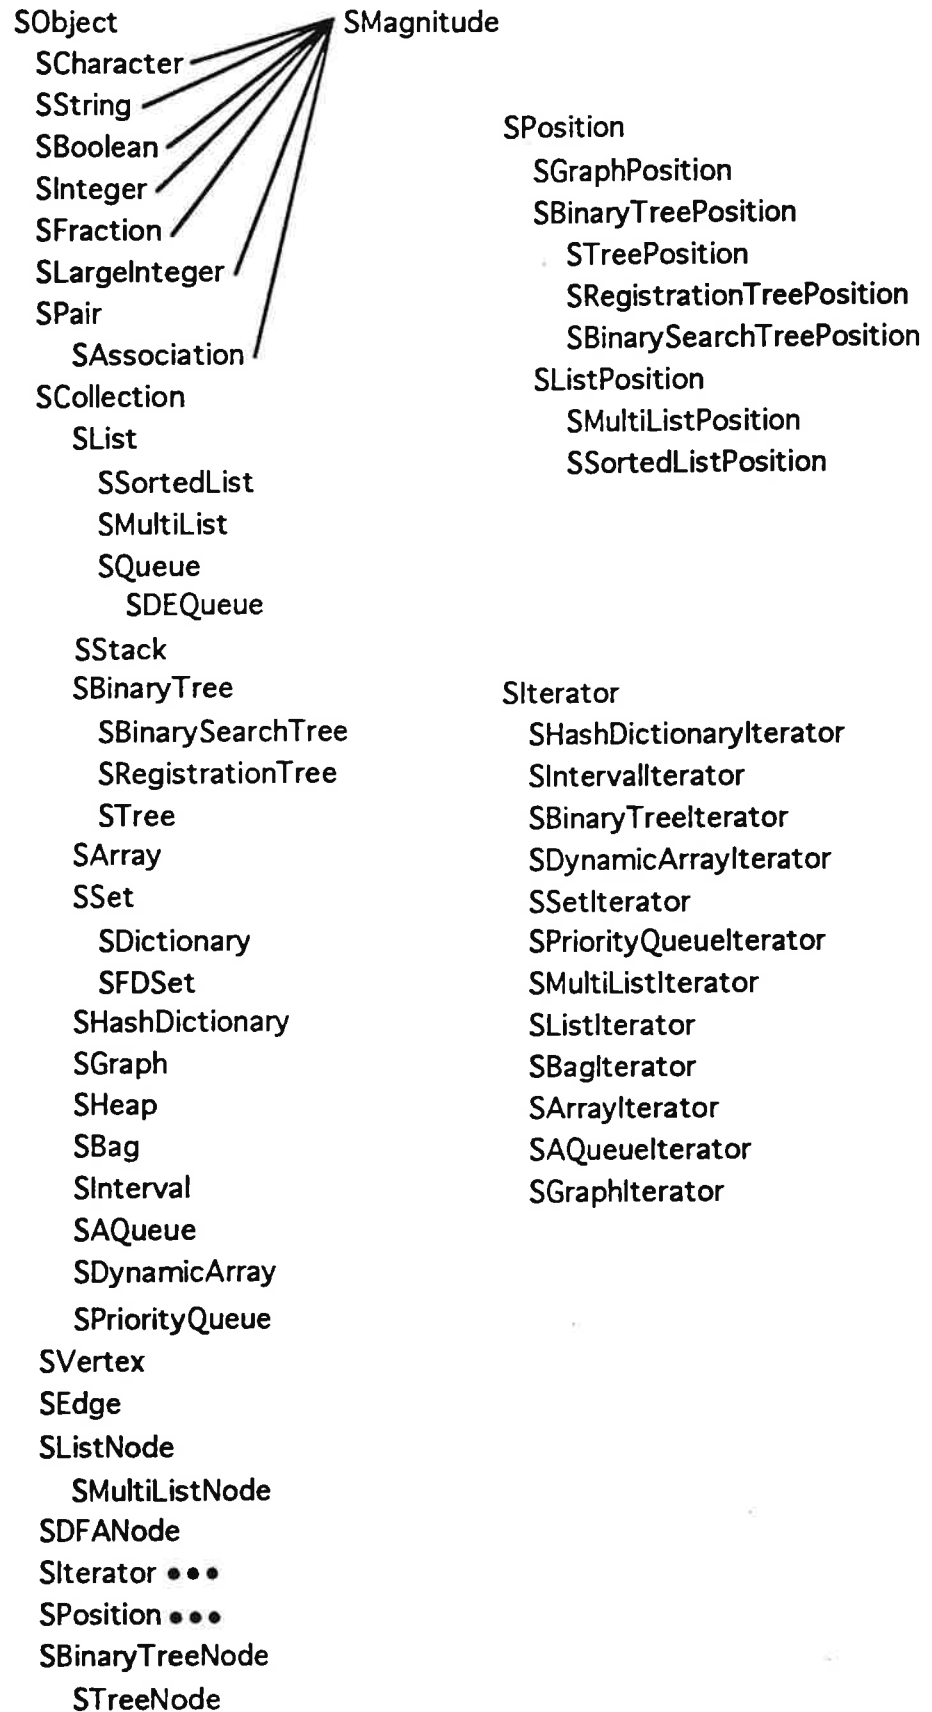 SObject
SMagnitude
SCharacter
SString
SBoolean
SInteger
SFraction
SLargeInteger
SPair
SAssociation
SCollection
SList
SSortedList
SMultiList
SQueue
SDEQueue
SStack
SBinaryTree
SBinarySearchTree
SRegistrationTree
STree
SArray
SSet
SDictionary
SFDSet
SHashDictionary
SGraph
SHeap
SBag
SInterval
SAQueue
SDynamicArray
SPriorityQueue
SVertex
SEdge
SListNode
SMultiListNode
SDFANode
SIterator •••
SPosition •••
SBinaryTreeNode
STreeNode
SPosition
SGraphPosition
SBinaryTreePosition
STreePosition
SRegistrationTreePosition
SBinarySearchTreePosition
SListPosition
SMultiListPosition
SSortedListPosition
SIterator
SHashDictionaryIterator
SIntervalIterator
SBinaryTreeIterator
SDynamicArrayIterator
SSetIterator
SPriorityQueueIterator
SMultiListIterator
SListIterator
SBagIterator
SArrayIterator
SAQueueIterator
SGraphIterator